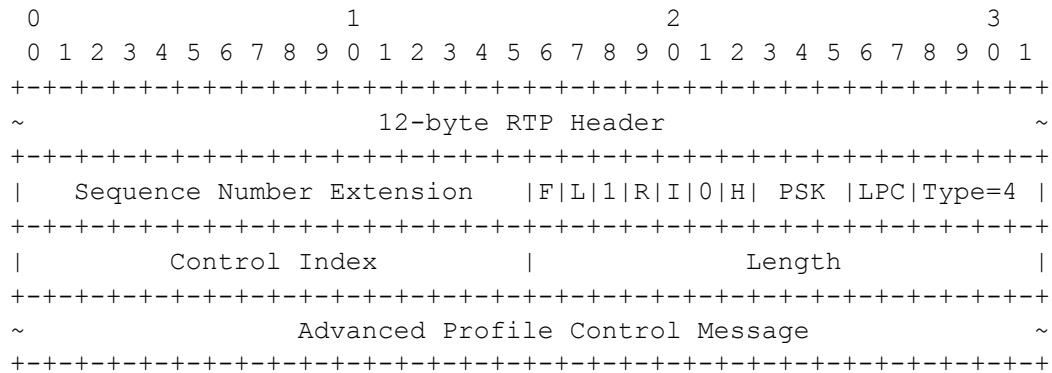 0                   1                   2                   3
 0 1 2 3 4 5 6 7 8 9 0 1 2 3 4 5 6 7 8 9 0 1 2 3 4 5 6 7 8 9 0 1
+-+-+-+-+-+-+-+-+-+-+-+-+-+-+-+-+-+-+-+-+-+-+-+-+-+-+-+-+-+-+-+-+
~                      12-byte RTP Header                       ~
+-+-+-+-+-+-+-+-+-+-+-+-+-+-+-+-+-+-+-+-+-+-+-+-+-+-+-+-+-+-+-+-+
|   Sequence Number Extension   |F|L|1|R|I|0|H| PSK |LPC|Type=4 |
+-+-+-+-+-+-+-+-+-+-+-+-+-+-+-+-+-+-+-+-+-+-+-+-+-+-+-+-+-+-+-+-+
|         Control Index         |             Length            |
+-+-+-+-+-+-+-+-+-+-+-+-+-+-+-+-+-+-+-+-+-+-+-+-+-+-+-+-+-+-+-+-+
~                 Advanced Profile Control Message              ~
+-+-+-+-+-+-+-+-+-+-+-+-+-+-+-+-+-+-+-+-+-+-+-+-+-+-+-+-+-+-+-+-+